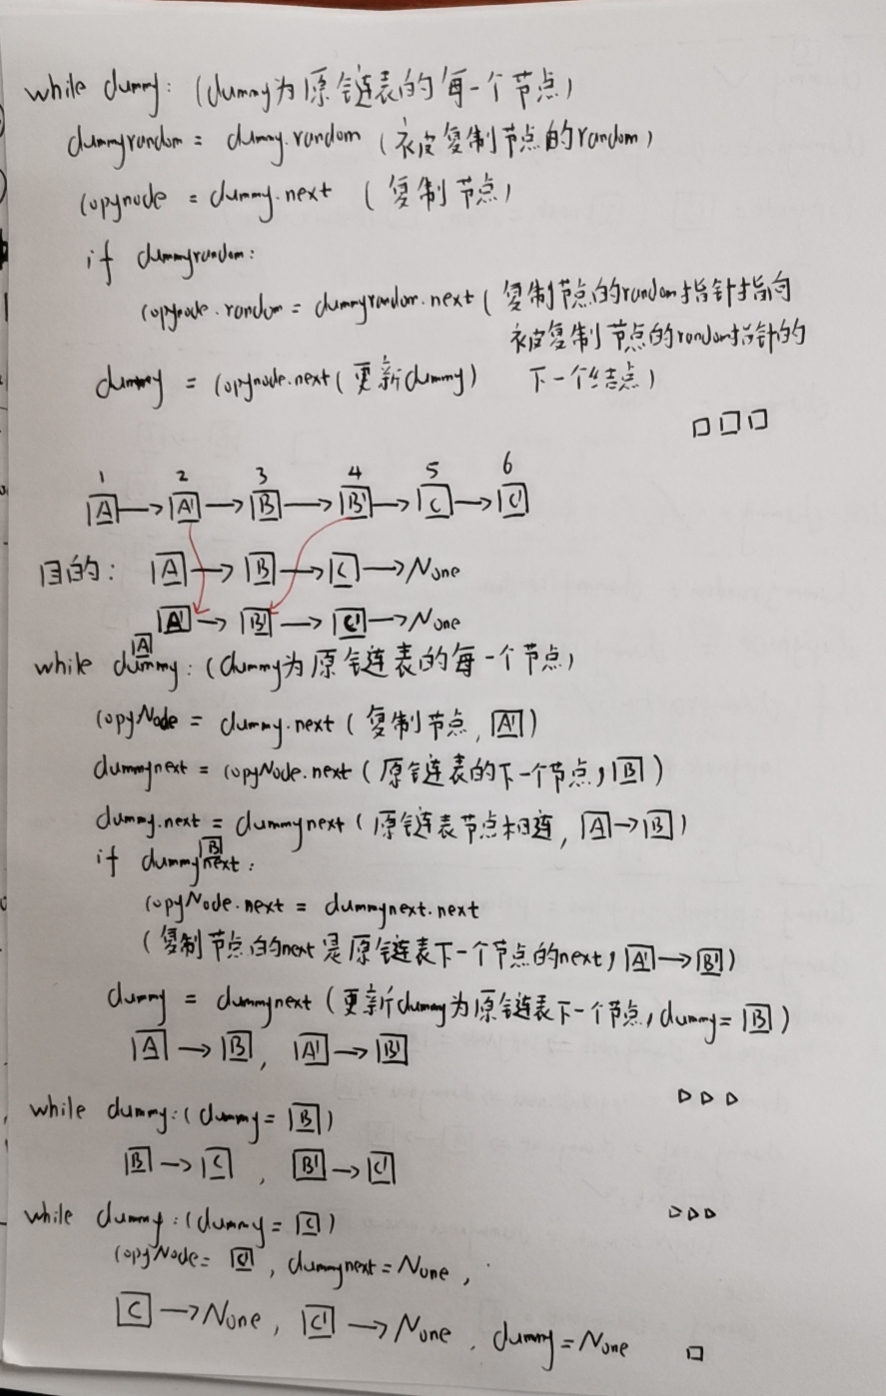 while dummy: (dummy为原链表的每一个节点)
dummyrandom = dummy.random (被复制节点的random)
copynode = dummy.next (复制节点)
if dummyrandom:
copynode.random = dummyrandom.next (复制节点的random指针指向
被复制节点的random指针的
下一个结点)
dummy = copynode.next (更新dummy)
1 2 3 4 5 6
A → A' → B → B' → C → C'
目的: A → B → C → None
A' → B' → C' → None
A
while dummy: (dummy为原链表的每一个节点)
copyNode = dummy.next (复制节点, A')
dummynext = copyNode.next (原链表的下一个节点, B)
dummy.next = dummynext (原链表节点相连, A → B)
B
if dummynext:
copyNode.next = dummynext.next
(复制节点的next是原链表下一个节点的next, A' → B')
dummy = dummynext (更新dummy为原链表下一个节点, dummy = B)
A → B, A' → B'
while dummy: (dummy = B)
B → C, B' → C'
while dummy: (dummy = C)
copyNode = C', dummynext = None,
C → None, C' → None, dummy = None